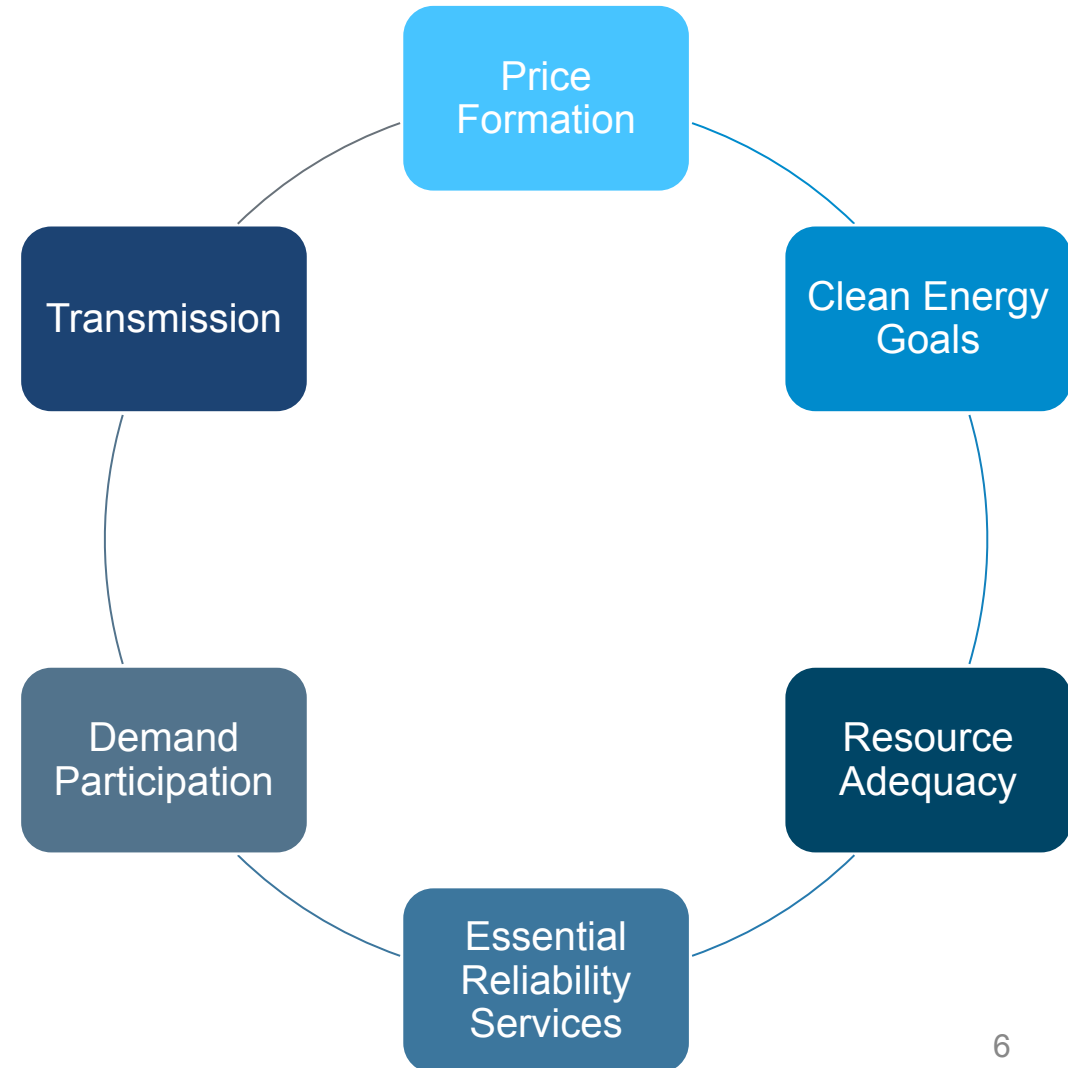 Price
Formation
Clean Energy
Goals
Resource
Adequacy
Essential
Reliability
Services
Demand
Participation
Transmission
6